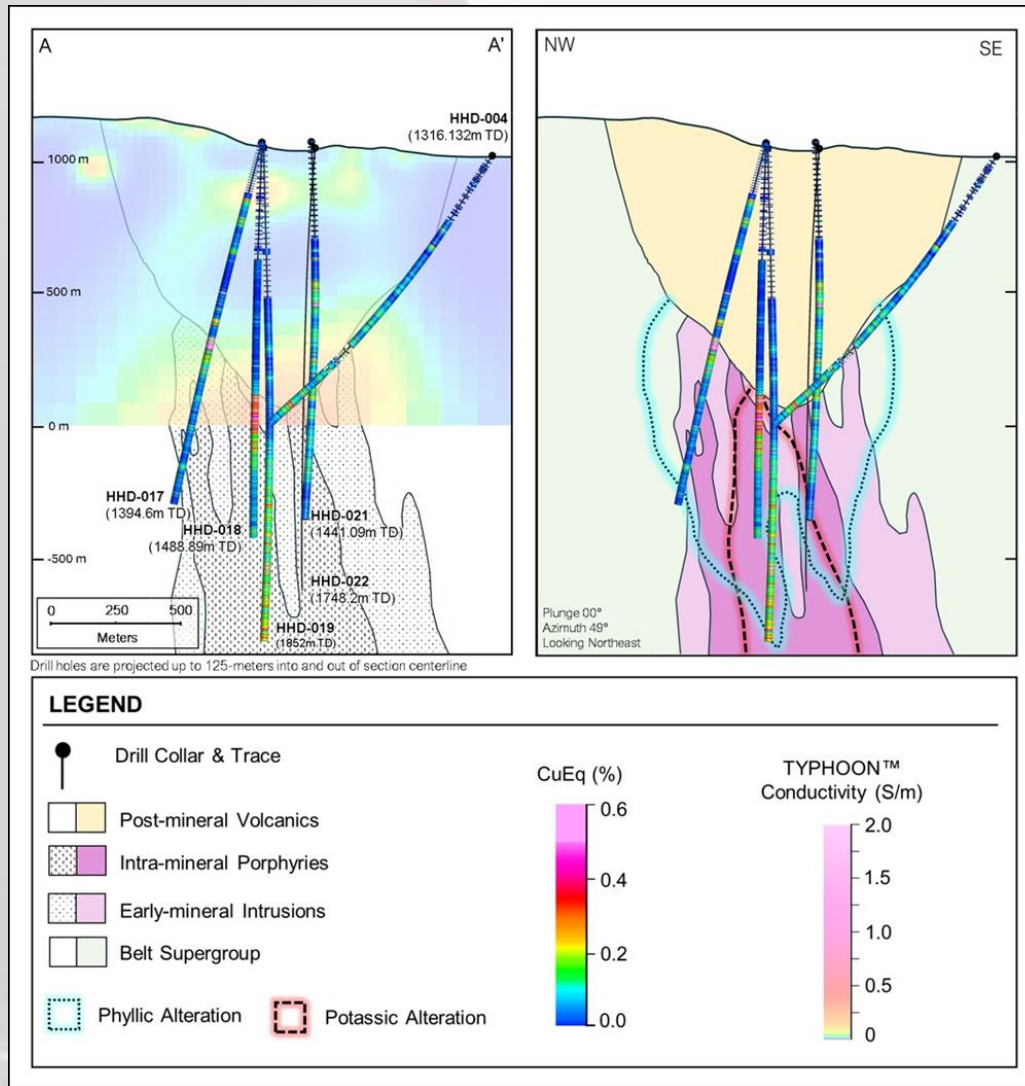 A
A'
HHD-004
(1316.132m TD)
1000 m
500 m
0 m
-500 m
HHD-017
(1394.6m TD)
HHD-018
(1488.89m TD)
HHD-021
(1441.09m TD)
HHD-022
(1748.2m TD)
HHD-019
(1852m TD)
0 250 500
Meters
Drill holes are projected up to 125-meters into and out of section centerline
NW
SE
Plunge 00°
Azimuth 49°
Looking Northeast
LEGEND
Drill Collar & Trace
Post-mineral Volcanics
Intra-mineral Porphyries
Early-mineral Intrusions
Belt Supergroup
Phyllic Alteration
Potassic Alteration
CuEq (%)
0.6
0.4
0.2
0.0
TYPHOON™
Conductivity (S/m)
2.0
1.5
1.0
0.5
0